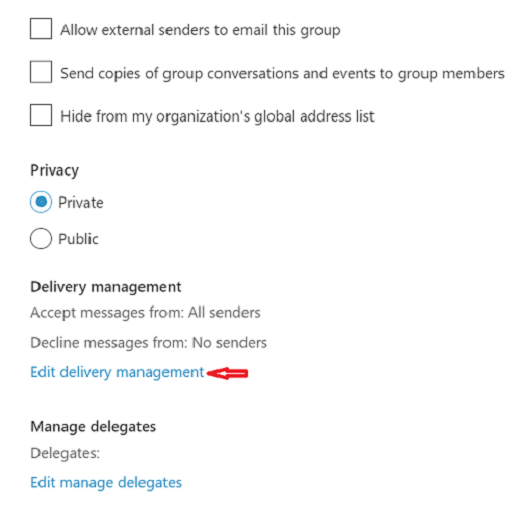 Allow external senders to email this group
Send copies of group conversations and events to group members
Hide from my organization's global address list
Privacy
Private
Public
Delivery management
Accept messages from: All senders
Decline messages from: No senders
Edit delivery management
Manage delegates
Delegates:
Edit manage delegates